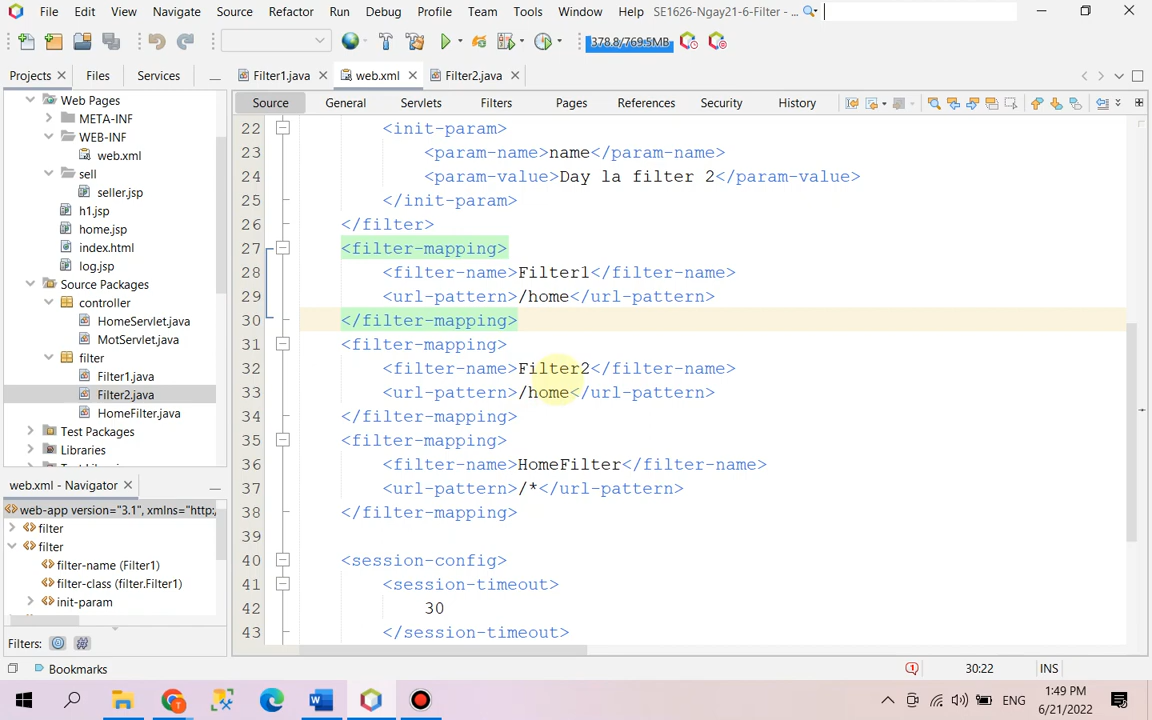 File Edit View Navigate Source Refactor Run Debug Profile Team Tools Window Help SE1626-Ngay21-6-Filter - ...
378.8/769.5MB
Projects Files Services
Filter1.java web.xml Filter2.java
Source General Servlets Filters Pages References Security History
Web Pages
META-INF
WEB-INF
web.xml
sell
seller.jsp
h1.jsp
home.jsp
index.html
log.jsp
Source Packages
controller
HomeServlet.java
MotServlet.java
filter
Filter1.java
Filter2.java
HomeFilter.java
Test Packages
Libraries
22 <init-param>
23 <param-name>name</param-name>
24 <param-value>Day la filter 2</param-value>
25 </init-param>
26 </filter>
27 <filter-mapping>
28 <filter-name>Filter1</filter-name>
29 <url-pattern>/home</url-pattern>
30 </filter-mapping>
31 <filter-mapping>
32 <filter-name>Filter2</filter-name>
33 <url-pattern>/home</url-pattern>
34 </filter-mapping>
35 <filter-mapping>
36 <filter-name>HomeFilter</filter-name>
37 <url-pattern>/*</url-pattern>
38 </filter-mapping>
39
40 <session-config>
41 <session-timeout>
42 30
43 </session-timeout>
web.xml - Navigator
web-app version="3.1", xmlns="http:/
filter
filter
filter-name (Filter1)
filter-class (filter.Filter1)
init-param
Filters:
Bookmarks
1 30:22 INS
ENG
1:49 PM
6/21/2022